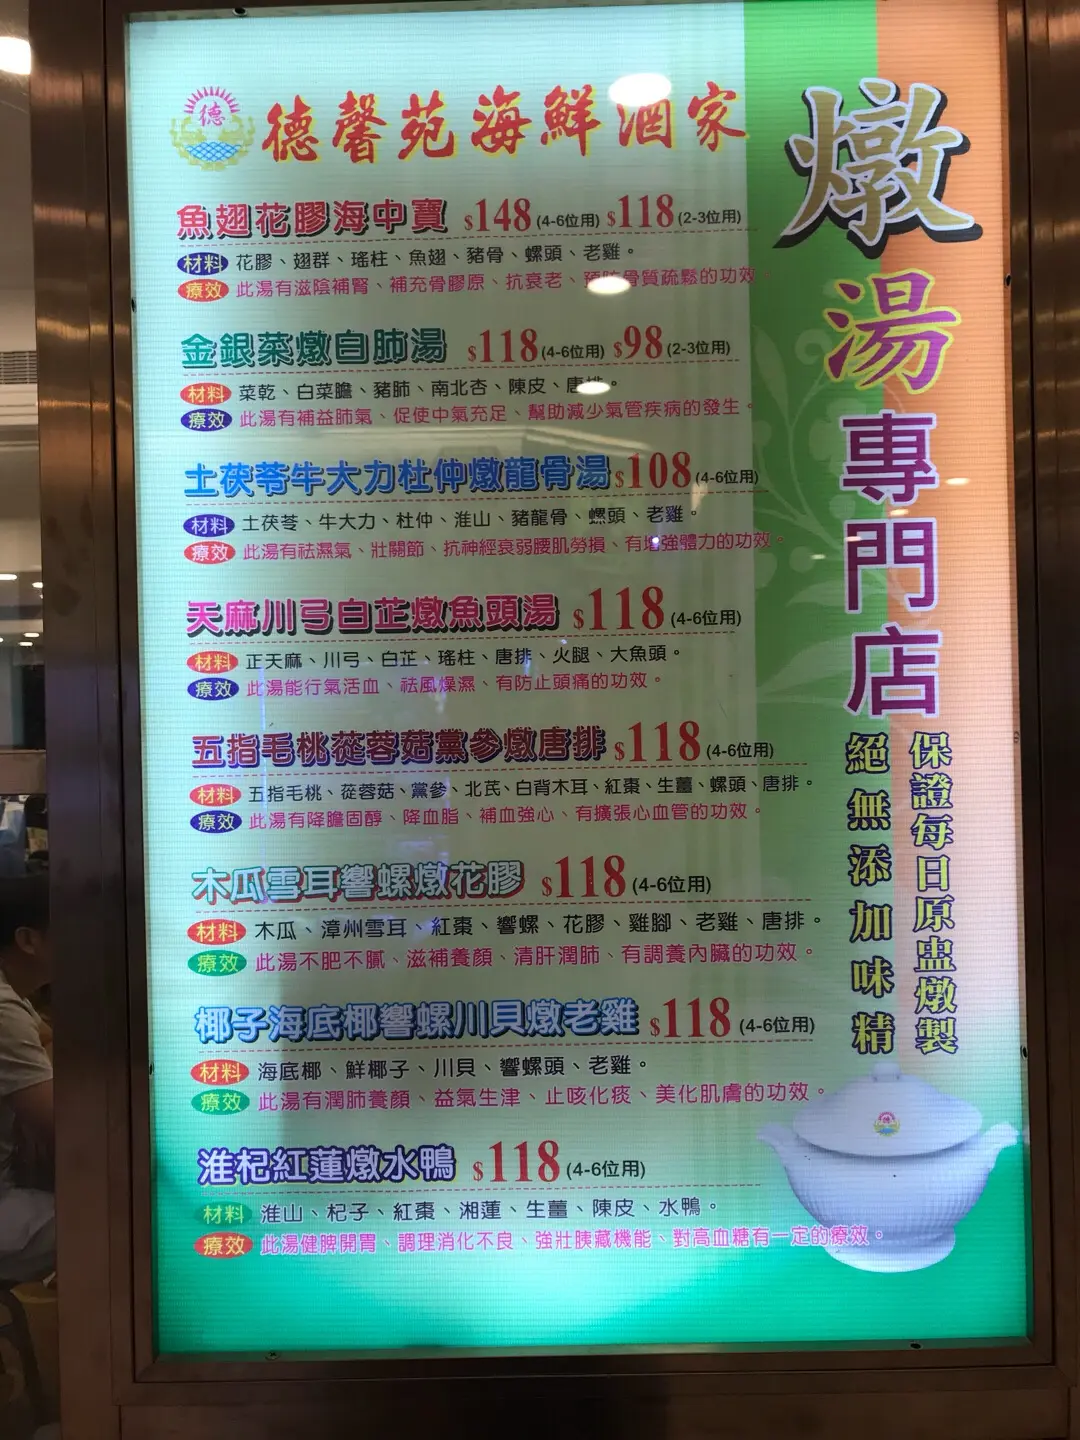 德
德馨苑海鮮酒家
魚翅花膠海中寶 $148(4-6位用) $118(2-3位用)
材料 花膠、翅群、瑤柱、魚翅、豬骨、螺頭、老雞。
療效 此湯有滋陰補腎、補充骨膠原、抗衰老、預防骨質疏鬆的功效
金銀菜燉白肺湯 $118(4-6位用) $98(2-3位用)
材料 菜乾、白菜膽、豬肺、南北杏、陳皮、唐排。
療效 此湯有補益肺氣、促使中氣充足、幫助減少氣管疾病的發生。
土茯苓牛大力杜仲燉龍骨湯 $108(4-6位用)
材料 土茯苓、牛大力、杜仲、淮山、豬龍骨、螺頭、老雞。
療效 此湯有祛濕氣、壯關節、抗神經衰弱腰肌勞損、有增強體力的功效。
天麻川弓白芷燉魚頭湯 $118(4-6位用)
材料 正天麻、川弓、白芷、瑤柱、唐排、火腿、大魚頭。
療效 此湯能行氣活血、祛風燥濕、有防止頭痛的功效。
五指毛桃蓯蓉菇黨參燉唐排 $118(4-6位用)
材料 五指毛桃、蓯蓉菇、黨參、北芪、白背木耳、紅棗、生薑、螺頭、唐排。
療效 此湯有降膽固醇、降血脂、補血強心、有擴張心血管的功效。
木瓜雪耳響螺燉花膠 $118(4-6位用)
材料 木瓜、漳州雪耳、紅棗、響螺、花膠、雞腳、老雞、唐排。
療效 此湯不肥不膩、滋補養顏、清肝潤肺、有調養內臟的功效。
椰子海底椰響螺川貝燉老雞 $118(4-6位用)
材料 海底椰、鮮椰子、川貝、響螺頭、老雞。
療效 此湯有潤肺養顏、益氣生津、止咳化痰、美化肌膚的功效。
淮杞紅蓮燉水鴨 $118(4-6位用)
材料 淮山、杞子、紅棗、湘蓮、生薑、陳皮、水鴨。
療效 此湯健脾開胃、調理消化不良、強壯胰藏機能、對高血糖有一定的療效。
燉湯專門店
保證每日原盅燉製
絕無添加味精
德